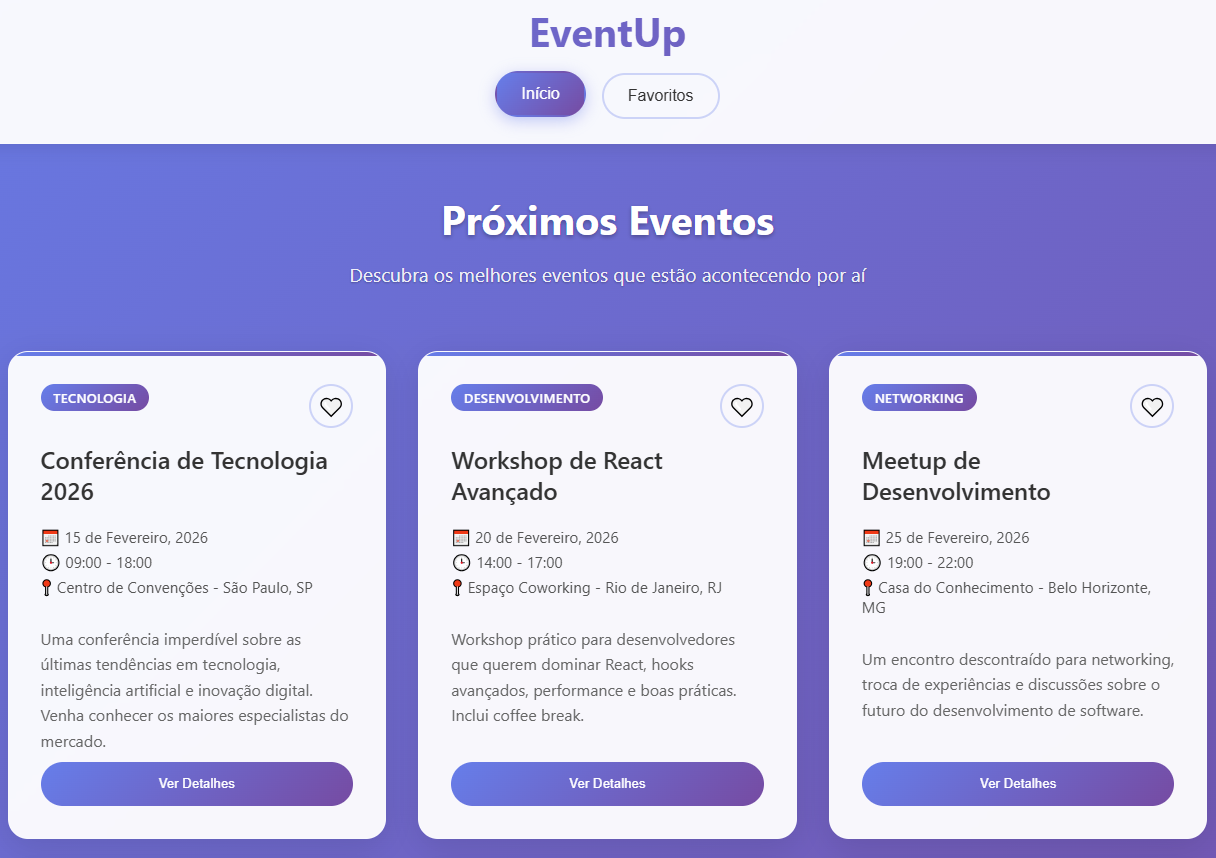 EventUp
Início
Favoritos
Próximos Eventos
Descubra os melhores eventos que estão acontecendo por aí
TECNOLOGIA
Conferência de Tecnologia
2026
15 de Fevereiro, 2026
09:00 - 18:00
Centro de Convenções - São Paulo, SP
Uma conferência imperdível sobre as
últimas tendências em tecnologia,
inteligência artificial e inovação digital.
Venha conhecer os maiores especialistas do
mercado.
Ver Detalhes
DESENVOLVIMENTO
Workshop de React
Avançado
20 de Fevereiro, 2026
14:00 - 17:00
Espaço Coworking - Rio de Janeiro, RJ
Workshop prático para desenvolvedores
que querem dominar React, hooks
avançados, performance e boas práticas.
Inclui coffee break.
Ver Detalhes
NETWORKING
Meetup de
Desenvolvimento
25 de Fevereiro, 2026
19:00 - 22:00
Casa do Conhecimento - Belo Horizonte,
MG
Um encontro descontraído para networking,
troca de experiências e discussões sobre o
futuro do desenvolvimento de software.
Ver Detalhes